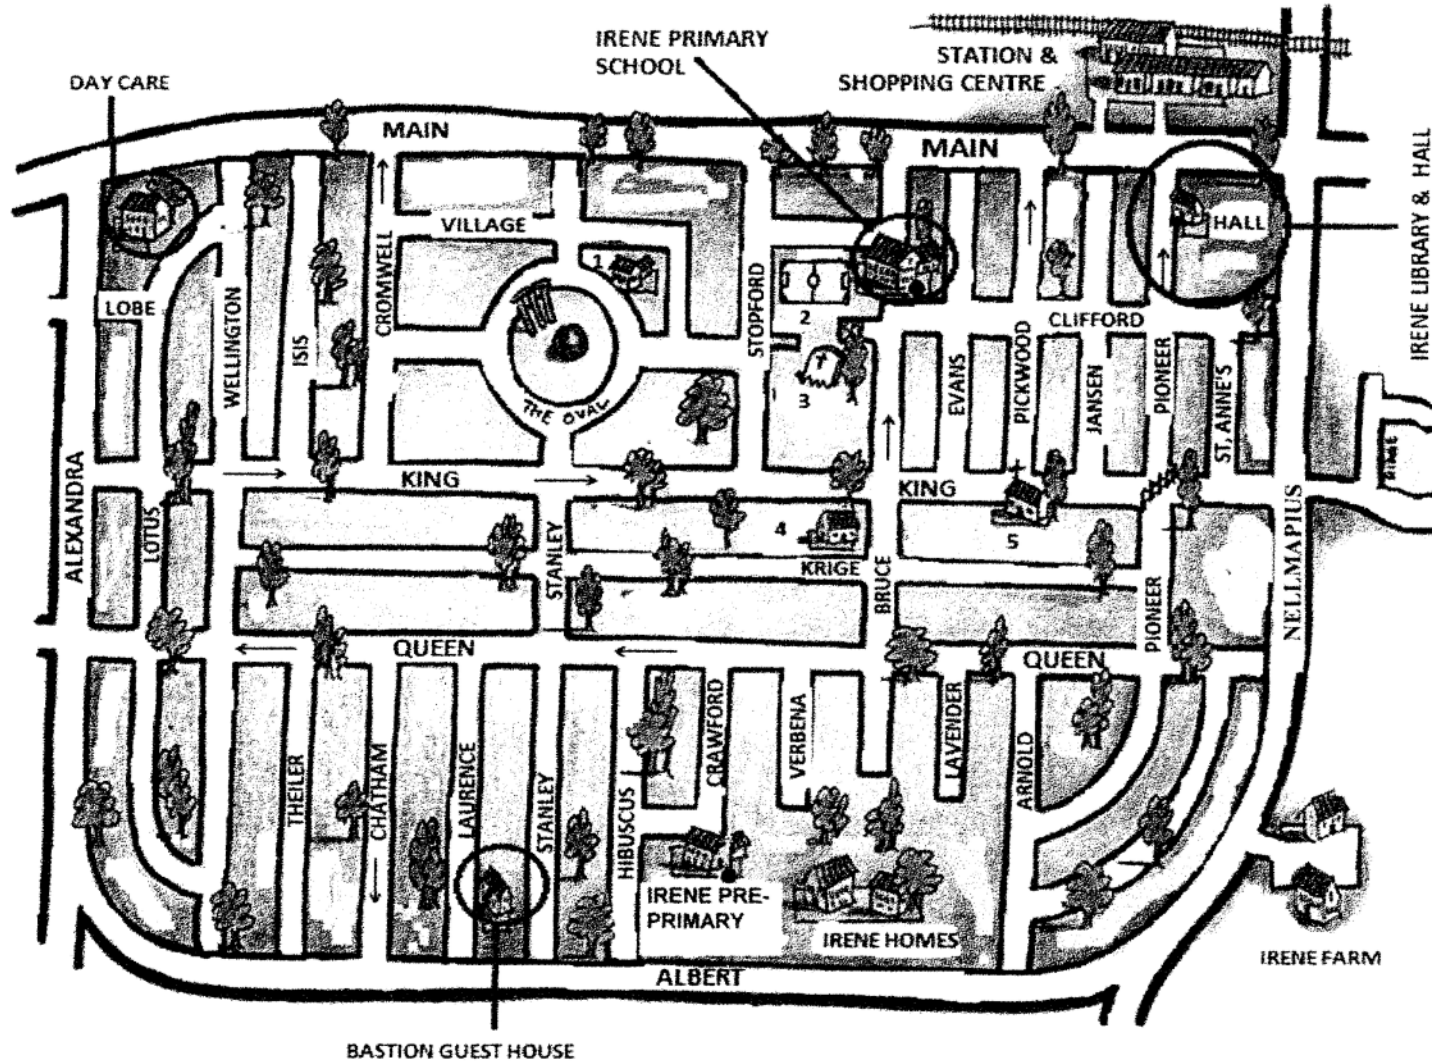 IRENE PRIMARY
SCHOOL
STATION &
SHOPPING CENTRE
DAY CARE
MAIN
MAIN
VILLAGE
HALL
IRENE LIBRARY & HALL
1
2
3
LOBE
WELLINGTON
ISIS
CROMWELL
THE OVAL
STOPFORD
CLIFFORD
EVANS
PICKWOOD
JANSEN
PIONEER
ST. ANNE'S
ALEXANDRA
LOTUS
KING
KING
STANLEY
4
5
KRIGE
BRUCE
PIONEER
NELLMAPIUS
QUEEN
QUEEN
THEILER
CHATHAM
LAURENCE
STANLEY
HIBUSCUS
CRAWFORD
VERBENA
LAVENDER
ARNOLD
IRENE PRE-
PRIMARY
IRENE HOMES
IRENE FARM
ALBERT
BASTION GUEST HOUSE